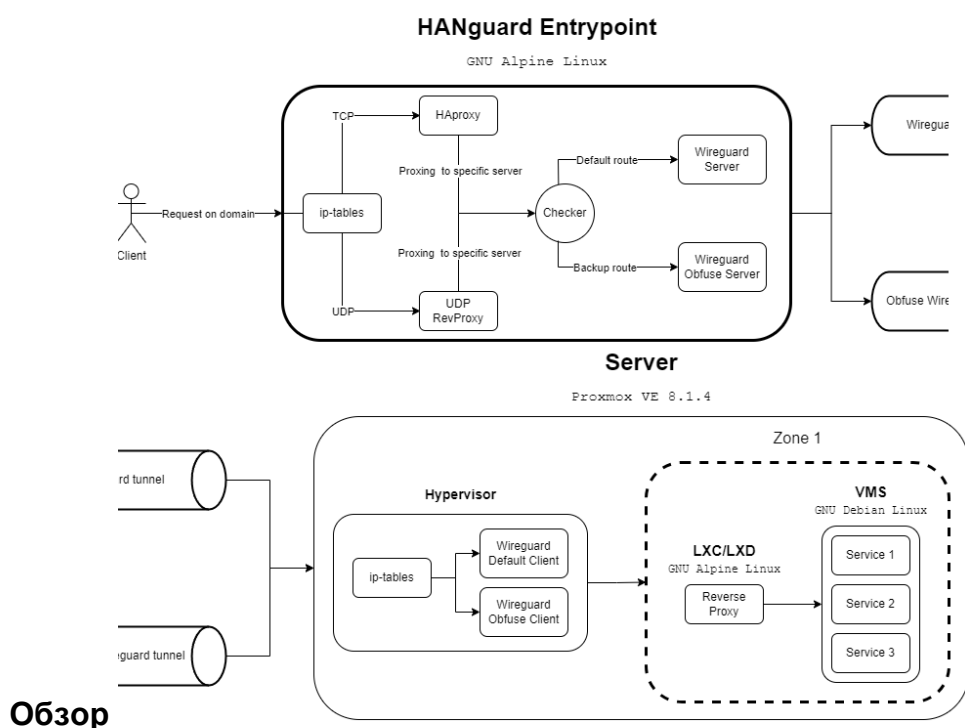 HANguard Entrypoint
GNU Alpine Linux
TCP
HAproxy
Proxing to specific server
Default route
Wireguard
Server
Request on domain
ip-tables
Checker
Client
Proxing to specific server
Backup route
Wireguard
Obfuse Server
UDP
UDP
RevProxy
Wiregua
Obfuse Wire
Server
Proxmox VE 8.1.4
Zone 1
rd tunnel
guard tunnel
Hypervisor
ip-tables
Wireguard
Default Client
Wireguard
Obfuse Client
LXC/LXD
GNU Alpine Linux
Reverse
Proxy
VMS
GNU Debian Linux
Service 1
Service 2
Service 3
Обзор